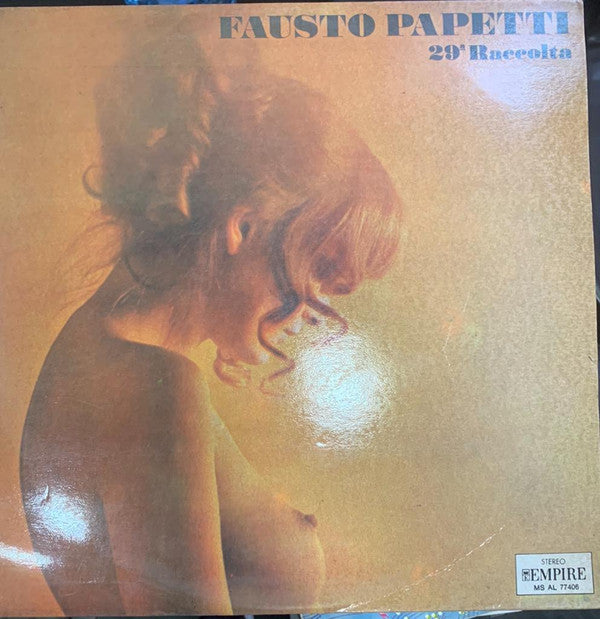 FAUSTO PAPETTI
29ª Raccolta
STEREO
EMPIRE
MS AL 77406